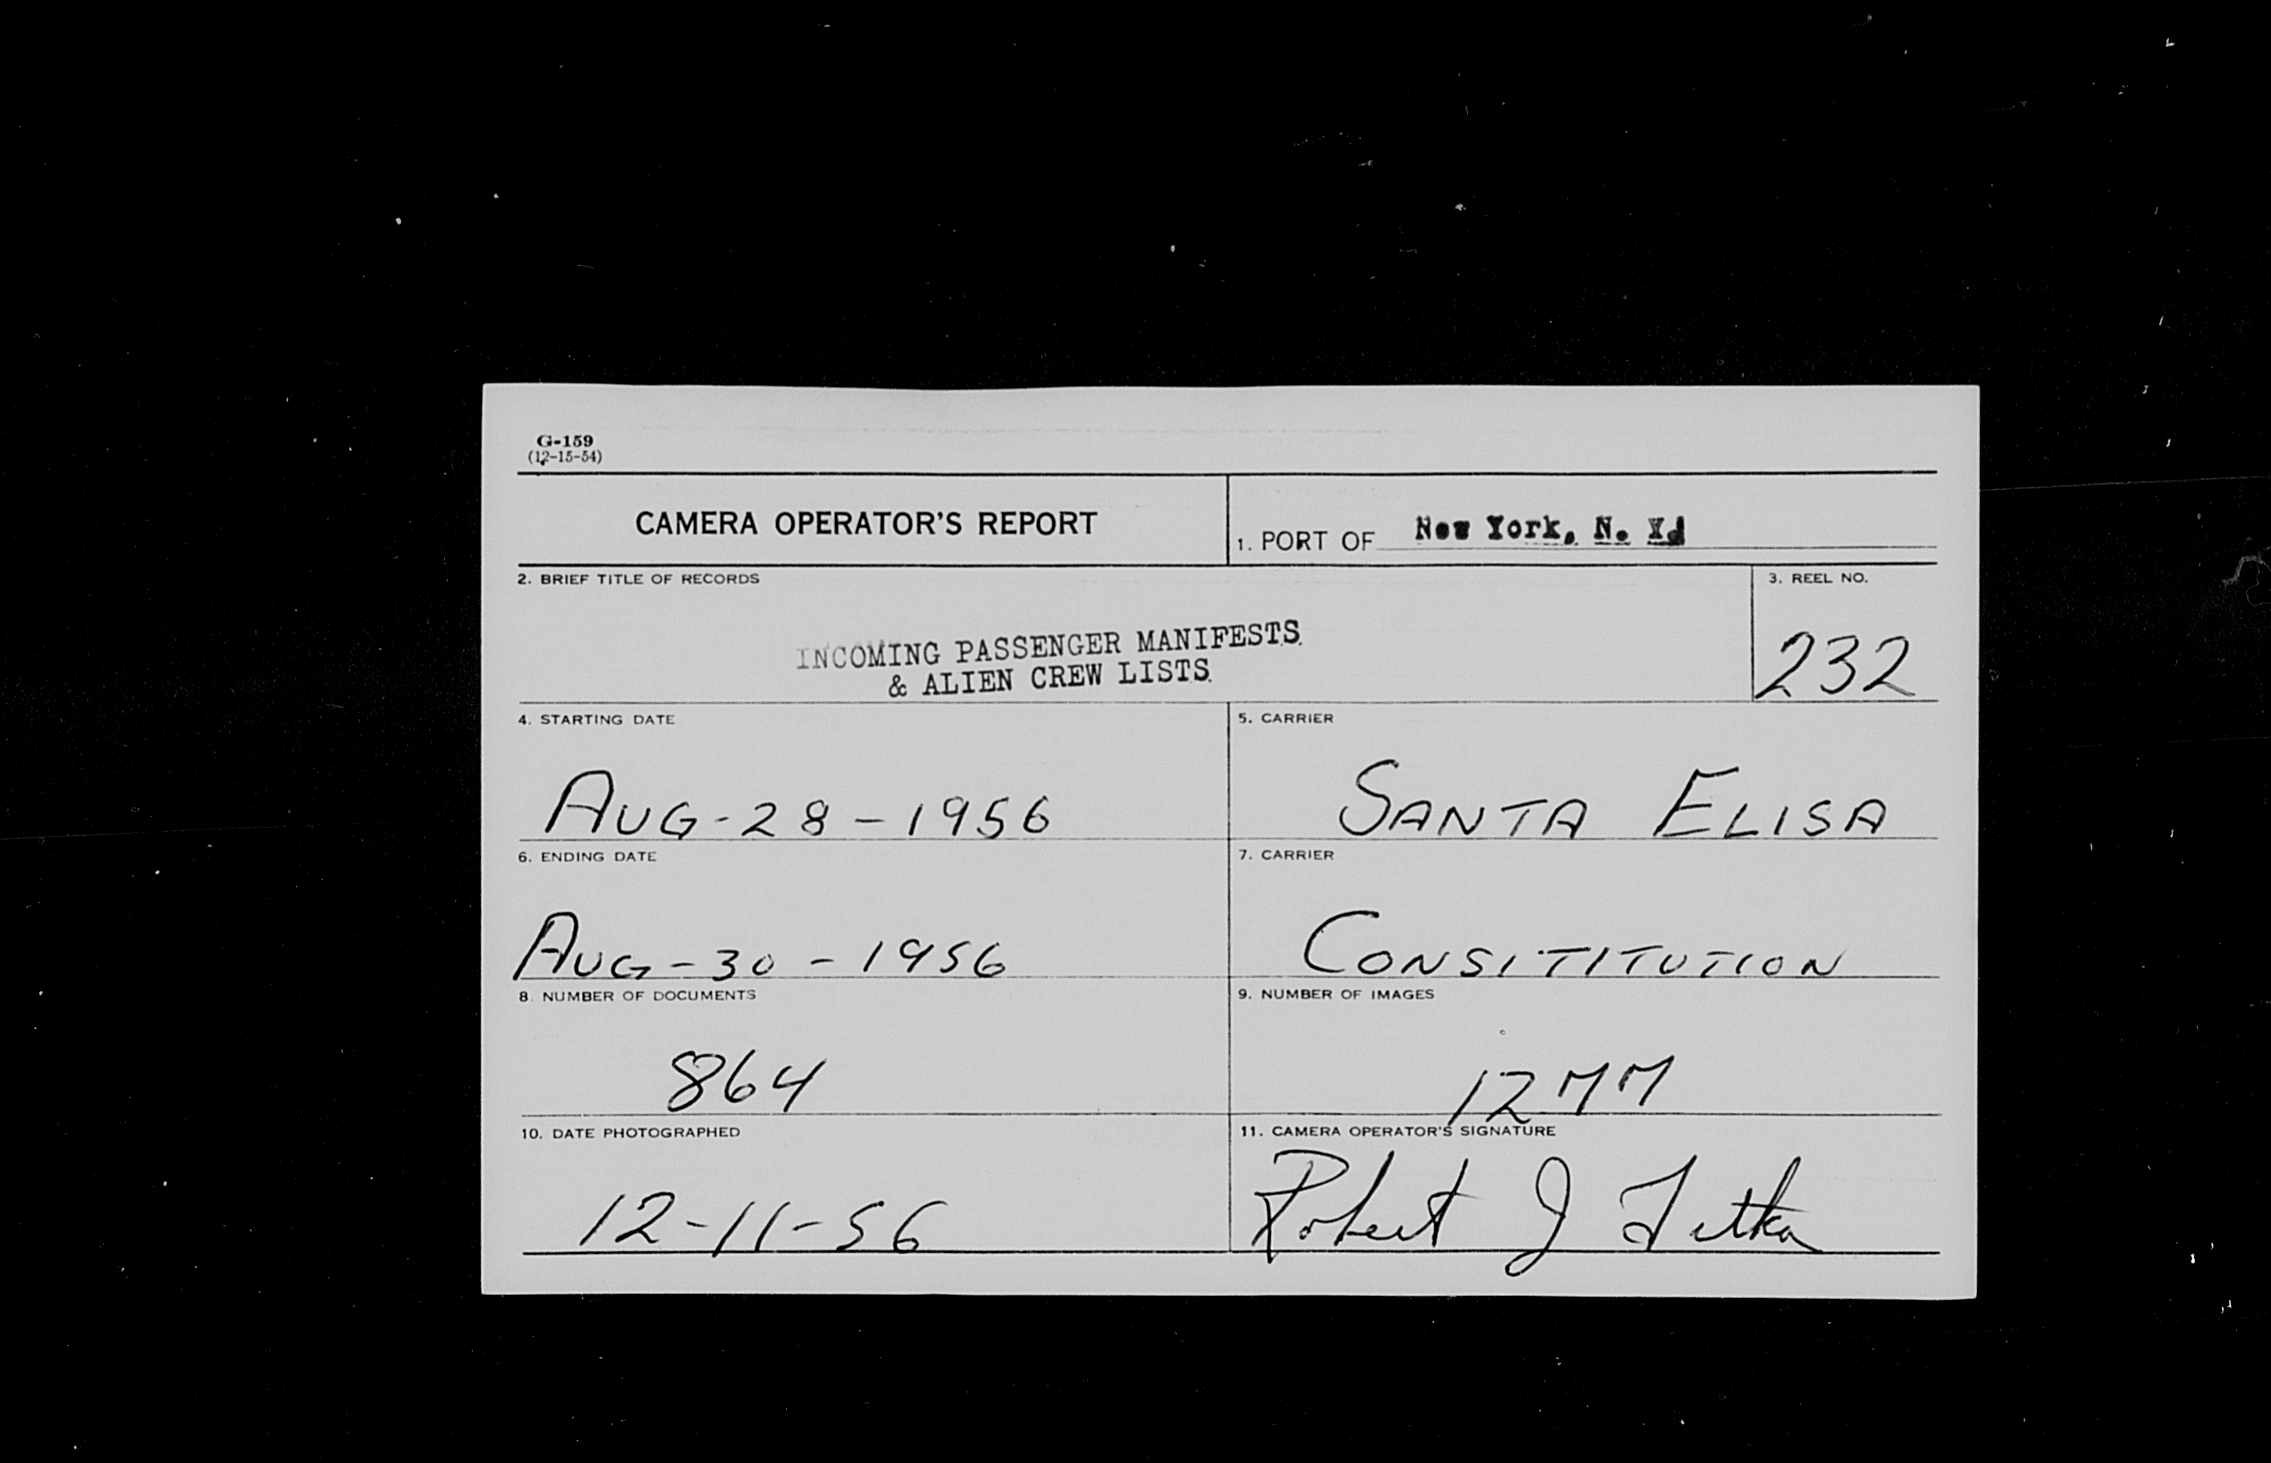 G-159
(12-15-54)
CAMERA OPERATOR'S REPORT
1. PORT OF New York, N. Y.
2. BRIEF TITLE OF RECORDS
3. REEL NO.
INCOMING PASSENGER MANIFESTS
& ALIEN CREW LISTS.
232
4. STARTING DATE
5. CARRIER
AUG-28-1956
SANTA ELISA
6. ENDING DATE
7. CARRIER
AUG-30-1956
CONSITITUTION
8. NUMBER OF DOCUMENTS
9. NUMBER OF IMAGES
864
1277
10. DATE PHOTOGRAPHED
11. CAMERA OPERATOR'S SIGNATURE
12-11-56
Robert J